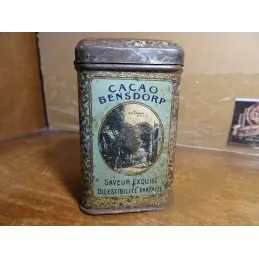 CACAO
BENSDORP
SAVEUR EXQUISE
DIGESTIBILITÉ PARFAITE